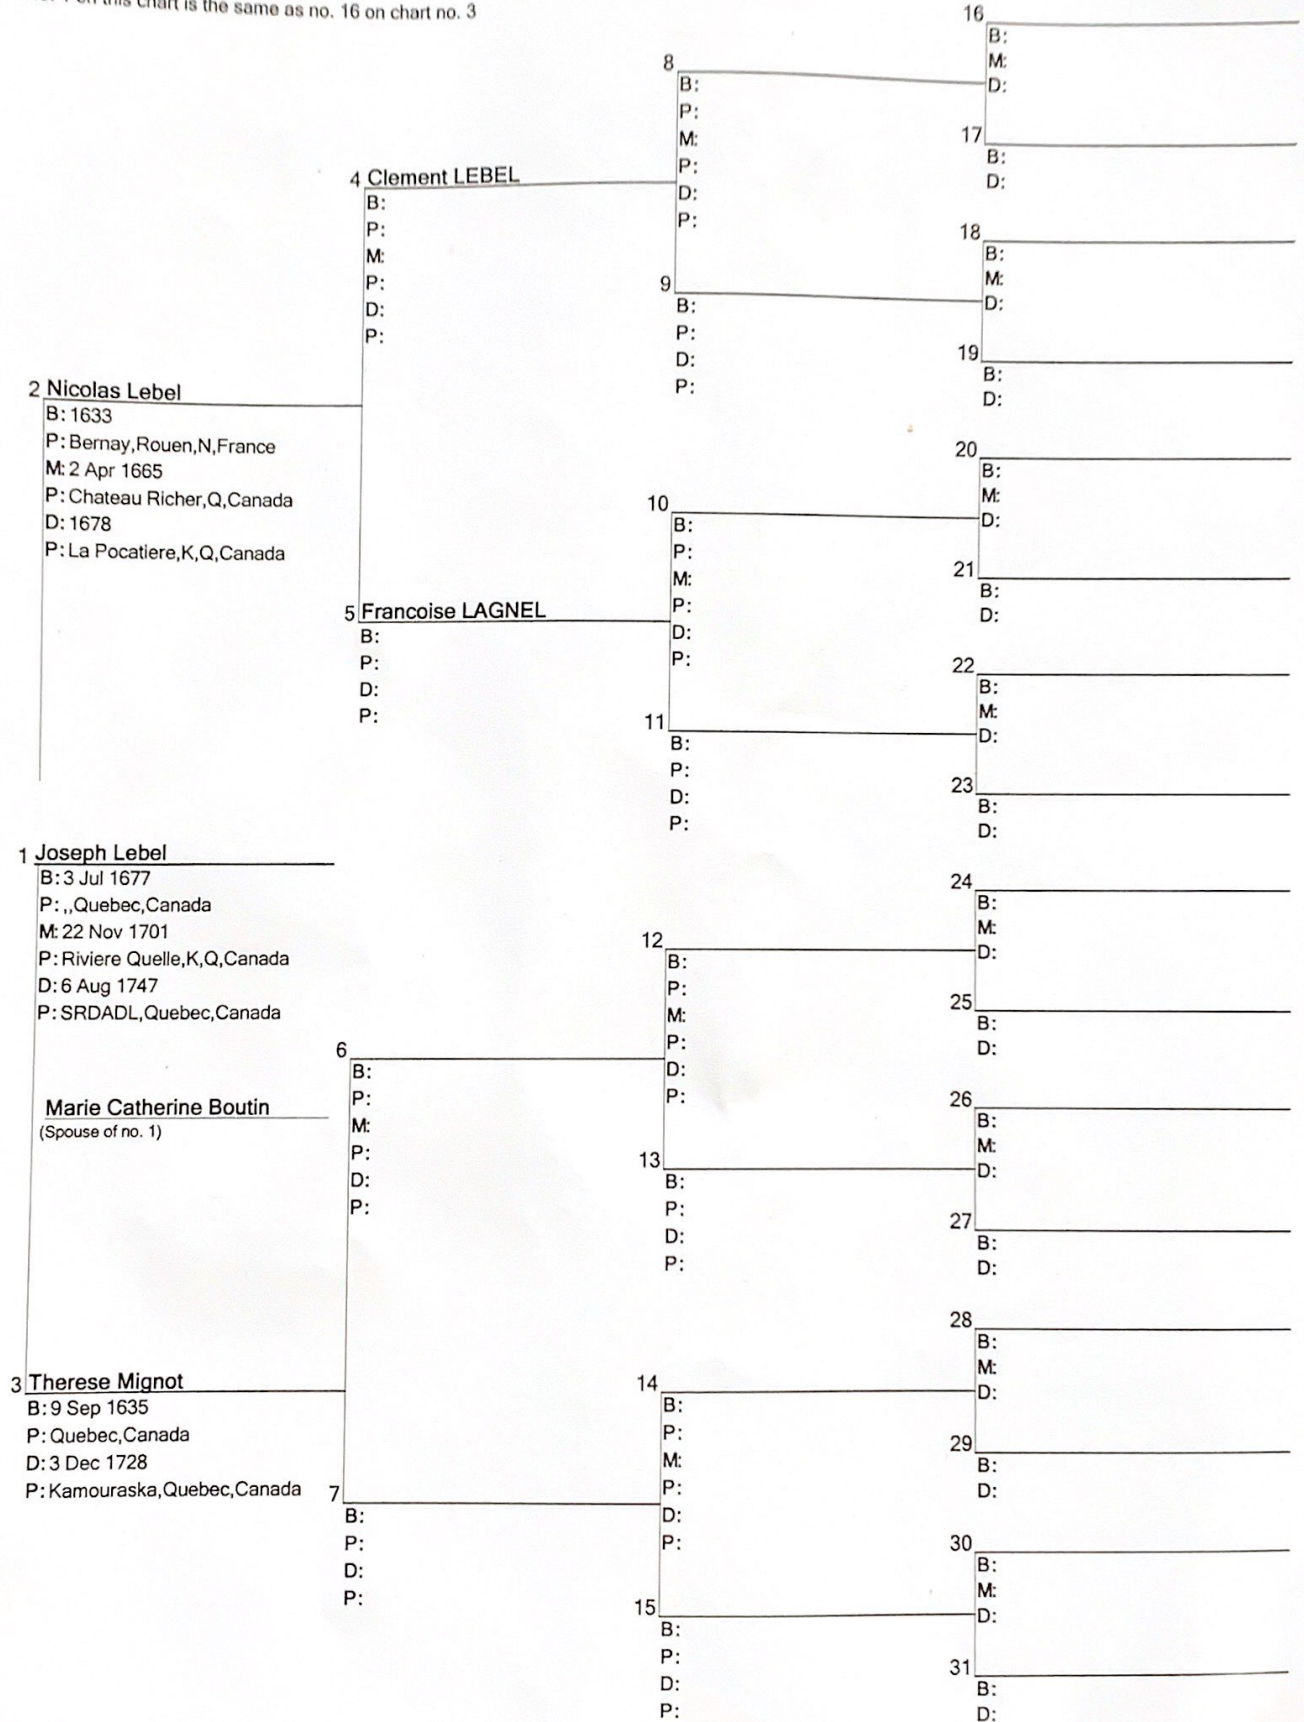 on this chart is the same as no. 16 on chart no. 3
1 Joseph Lebel
B: 3 Jul 1677
P: ,,Quebec,Canada
M: 22 Nov 1701
P: Riviere Quelle,K,Q,Canada
D: 6 Aug 1747
P: SRDADL,Quebec,Canada
Marie Catherine Boutin
(Spouse of no. 1)
2 Nicolas Lebel
B: 1633
P: Bernay,Rouen,N,France
M: 2 Apr 1665
P: Chateau Richer,Q,Canada
D: 1678
P: La Pocatiere,K,Q,Canada
3 Therese Mignot
B: 9 Sep 1635
P: Quebec,Canada
D: 3 Dec 1728
P: Kamouraska,Quebec,Canada
4 Clement LEBEL
B:
P:
M:
P:
D:
P:
5 Francoise LAGNEL
B:
P:
D:
P:
6
B:
P:
M:
P:
D:
P:
7
B:
P:
D:
P:
8
B:
P:
M:
P:
D:
P:
9
B:
P:
D:
P:
10
B:
P:
M:
P:
D:
P:
11
B:
P:
D:
P:
12
B:
P:
M:
P:
D:
P:
13
B:
P:
D:
P:
14
B:
P:
M:
P:
D:
P:
15
B:
P:
D:
P:
16
B:
M:
D:
17
B:
D:
18
B:
M:
D:
19
B:
D:
20
B:
M:
D:
21
B:
D:
22
B:
M:
D:
23
B:
D:
24
B:
M:
D:
25
B:
D:
26
B:
M:
D:
27
B:
D:
28
B:
M:
D:
29
B:
D:
30
B:
M:
D:
31
B:
D: